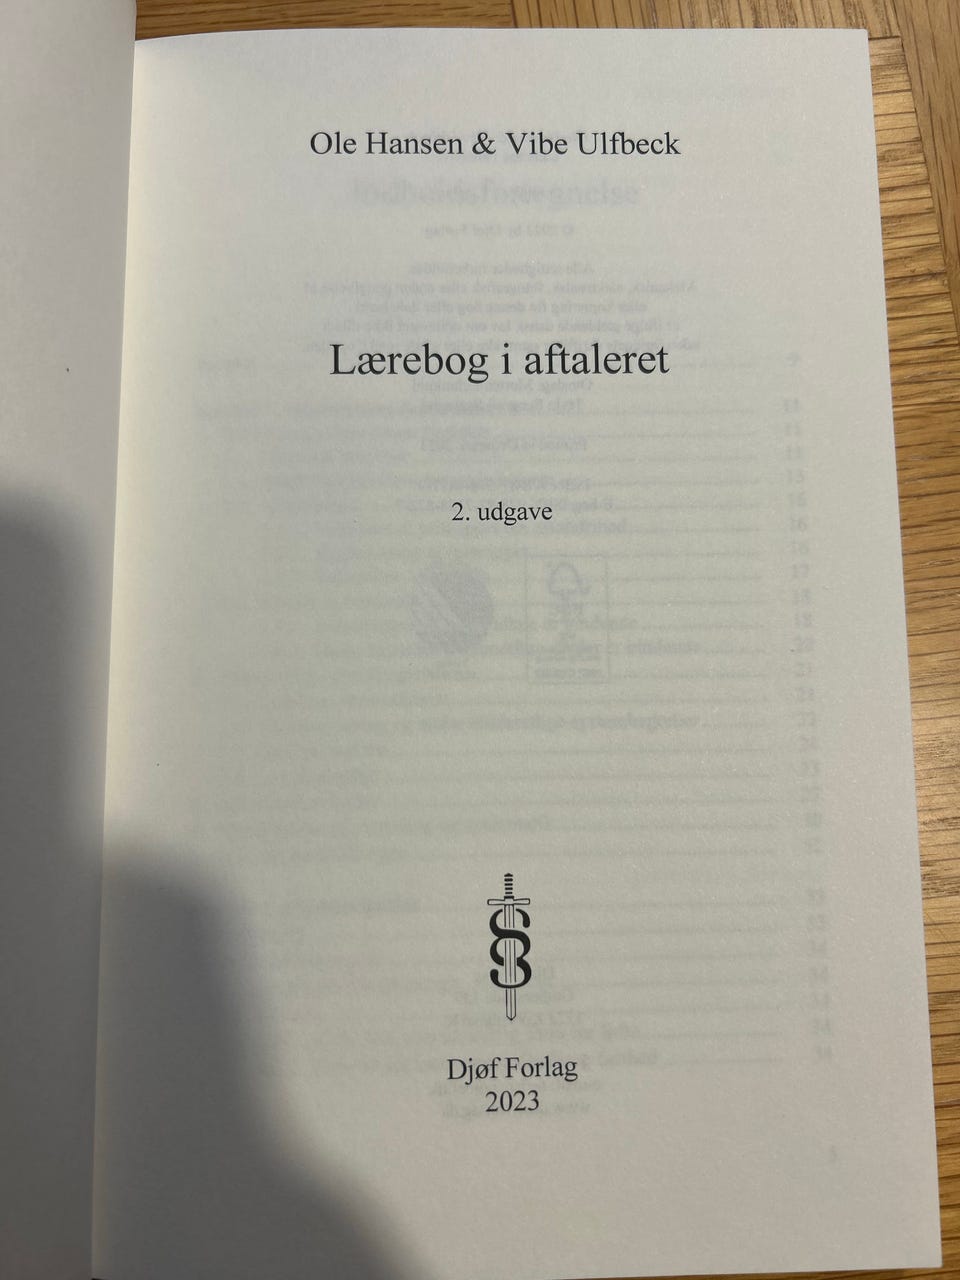 Ole Hansen & Vibe Ulfbeck
Lærebog i aftaleret
2. udgave
Djøf Forlag
2023